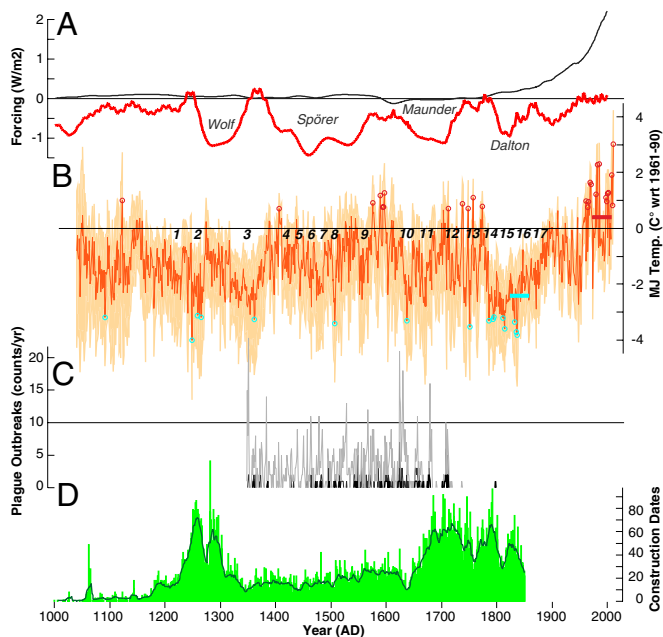 A
Forcing (W/m2)
2
1
0
-1
Wolf
Spörer
Maunder
Dalton
B
MJ Temp. (C° wrt 1961-90)
4
2
0
-2
-4
1 2 3 4 5 6 7 8 9 10 11 12 13 14 15 16 17
C
Plague Outbreaks (counts/yr)
20
15
10
5
0
D
Construction Dates
80
60
40
20
0
1000 1100 1200 1300 1400 1500 1600 1700 1800 1900 2000
Year (AD)